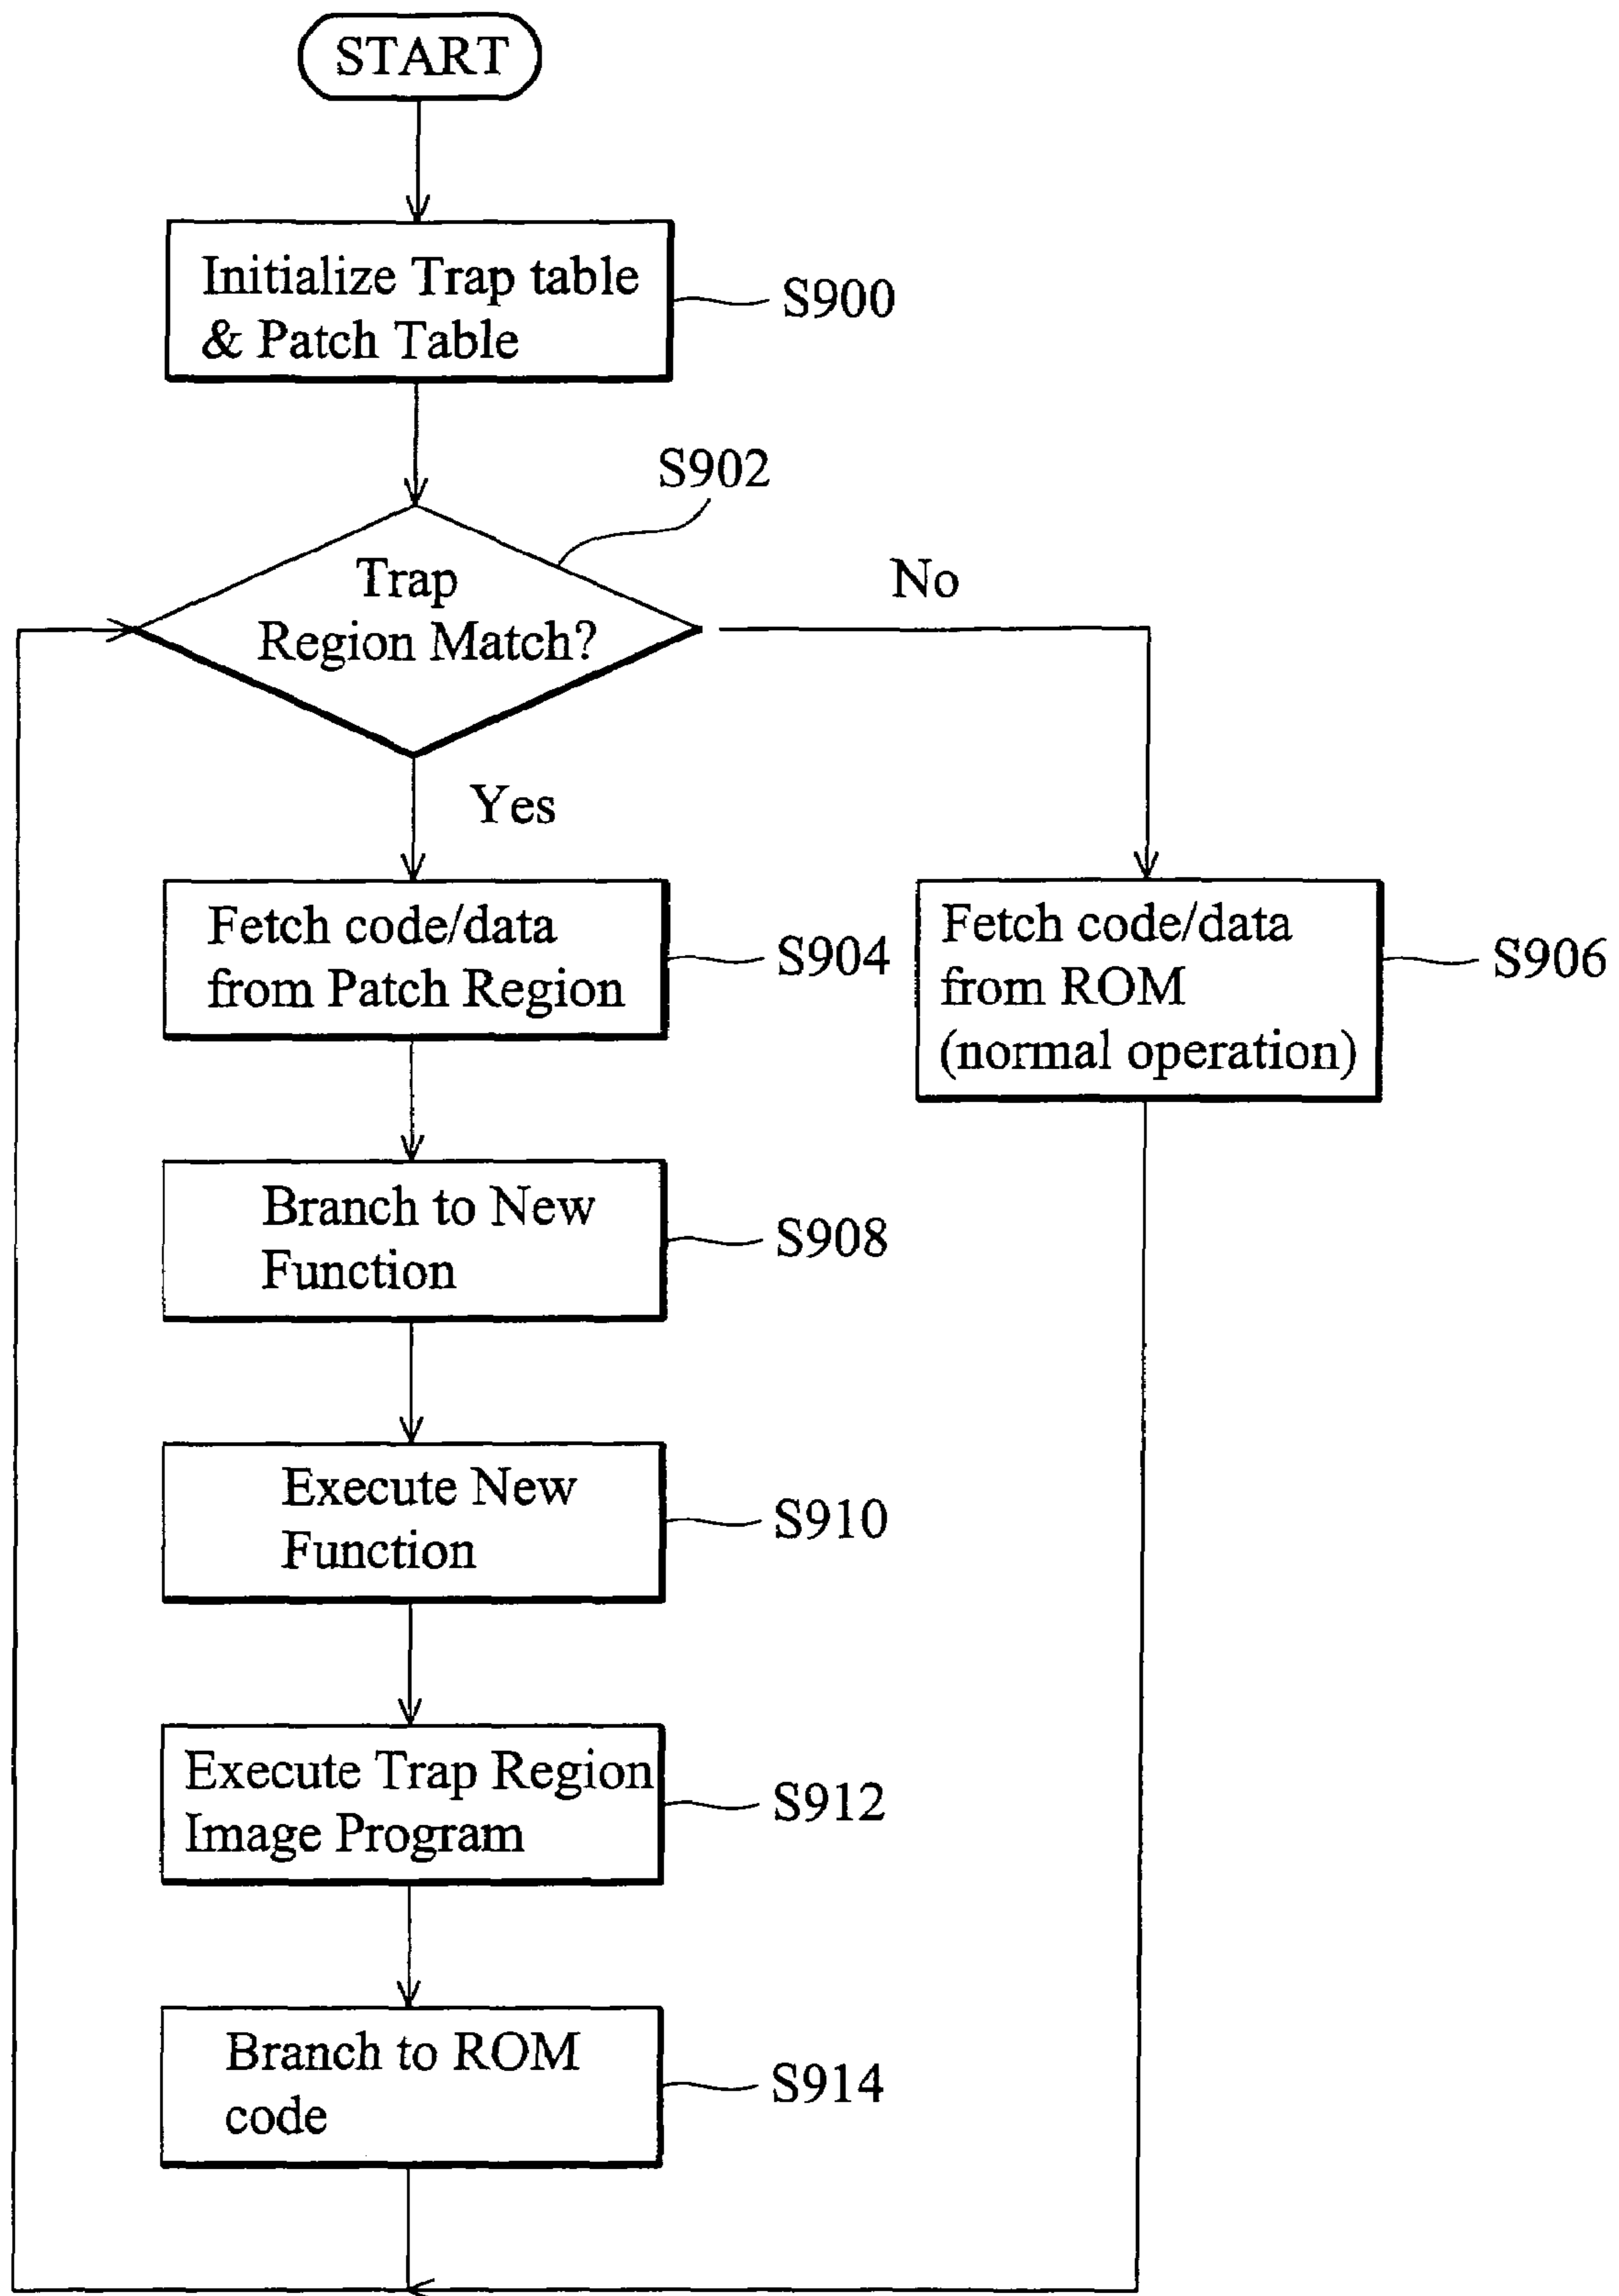 START
Initialize Trap table
& Patch Table
S900
S902
Trap
Region Match?
No
Yes
Fetch code/data
from Patch Region
S904
Fetch code/data
from ROM
(normal operation)
S906
Branch to New
Function
S908
Execute New
Function
S910
Execute Trap Region
Image Program
S912
Branch to ROM
code
S914